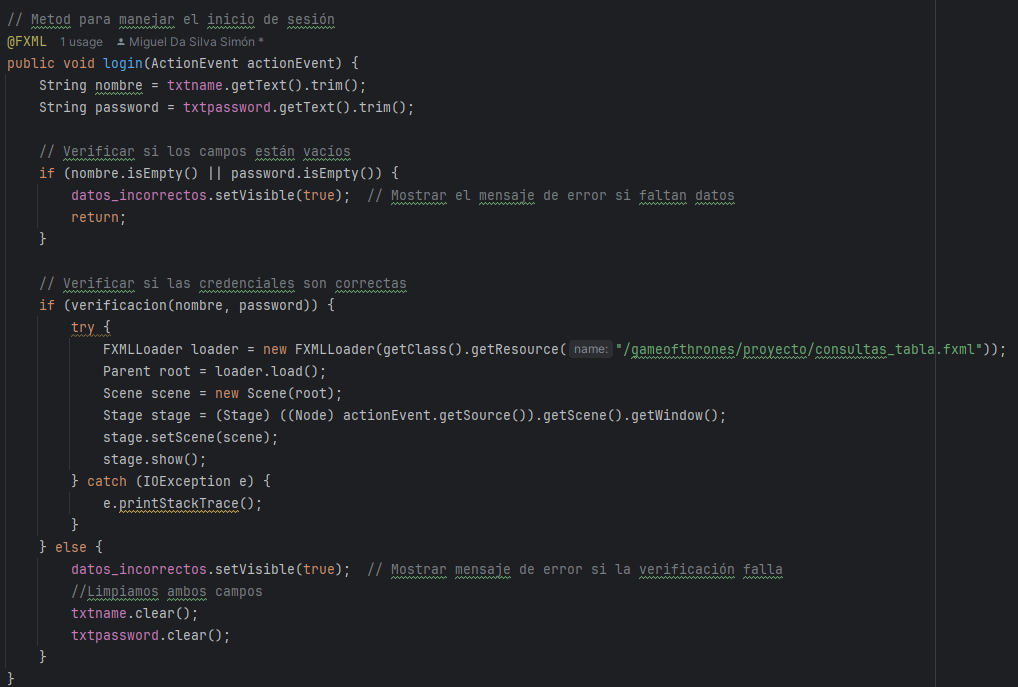 // Metod para manejar el inicio de sesión
@FXML 1 usage Miguel Da Silva Simón *
public void login(ActionEvent actionEvent) {
String nombre = txtname.getText().trim();
String password = txtpassword.getText().trim();
// Verificar si los campos están vacíos
if (nombre.isEmpty() || password.isEmpty()) {
datos_incorrectos.setVisible(true); // Mostrar el mensaje de error si faltan datos
return;
}
// Verificar si las credenciales son correctas
if (verificacion(nombre, password)) {
try {
FXMLLoader loader = new FXMLLoader(getClass().getResource( name: "/gameofthrones/proyecto/consultas_tabla.fxml"));
Parent root = loader.load();
Scene scene = new Scene(root);
Stage stage = (Stage) ((Node) actionEvent.getSource()).getScene().getWindow();
stage.setScene(scene);
stage.show();
} catch (IOException e) {
e.printStackTrace();
}
} else {
datos_incorrectos.setVisible(true); // Mostrar mensaje de error si la verificación falla
//Limpiamos ambos campos
txtname.clear();
txtpassword.clear();
}
}